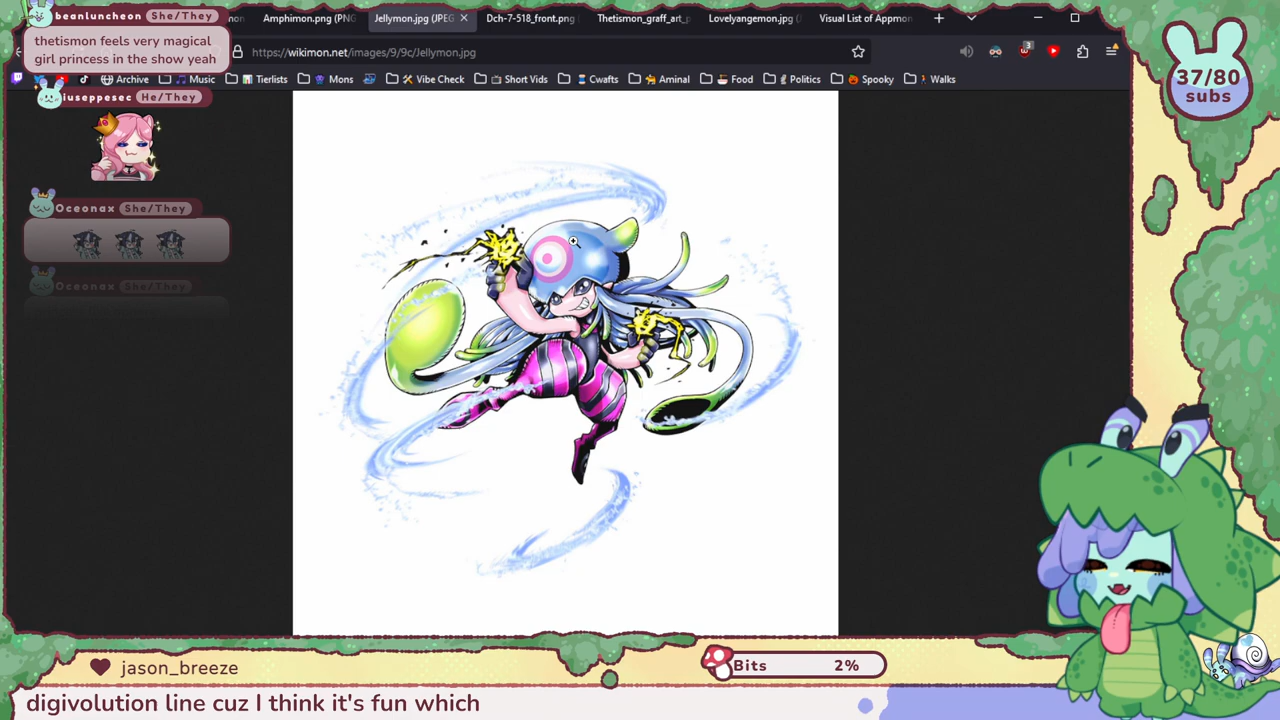 beanluncheon She/They
thetismon feels very magical
girl princess in the show yeah
iuseppesec He/They
Oceonax She/They
Oceonax She/They
Amphimon.png (PNG
Jellymon.jpg (JPEG
Dch-7-518_front.png
Thetismon_graff_art_p
Lovelyangemon.jpg (
Visual List of Appmon
https://wikimon.net/images/9/9c/Jellymon.jpg
3
Archive
Music
Tierlists
Mons
Vibe Check
Short Vids
Cwafts
Aminal
Food
Politics
Spooky
Walks
37/80
subs
jason_breeze
Bits 2%
digivolution line cuz I think it's fun which